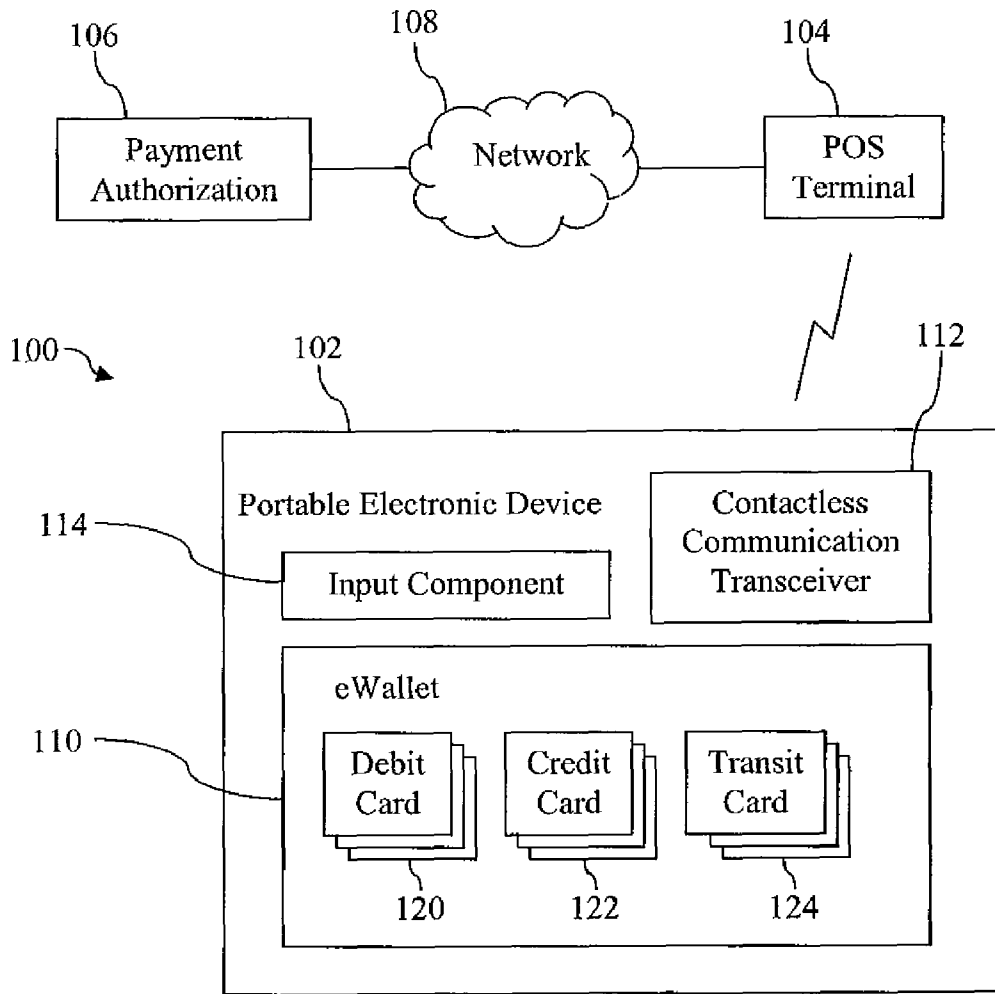 106
108
104
Payment
Authorization
Network
POS
Terminal
100
102
112
Portable Electronic Device
Contactless
Communication
Transceiver
114
Input Component
eWallet
110
Debit
Card
Credit
Card
Transit
Card
120
122
124